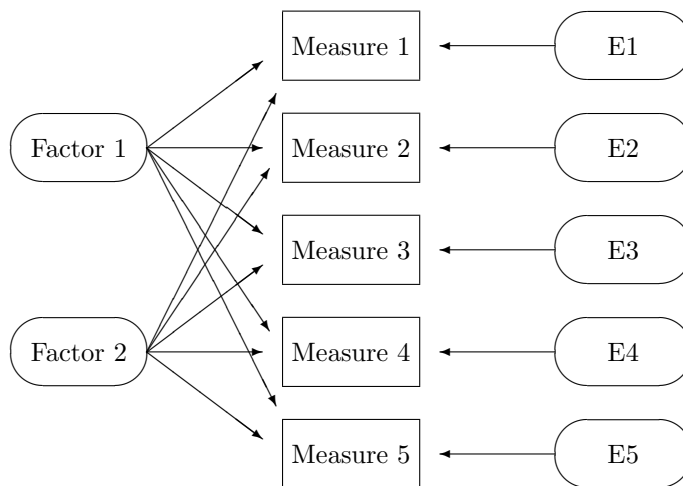 Measure 1
E1
Factor 1
Measure 2
E2
Measure 3
E3
Factor 2
Measure 4
E4
Measure 5
E5